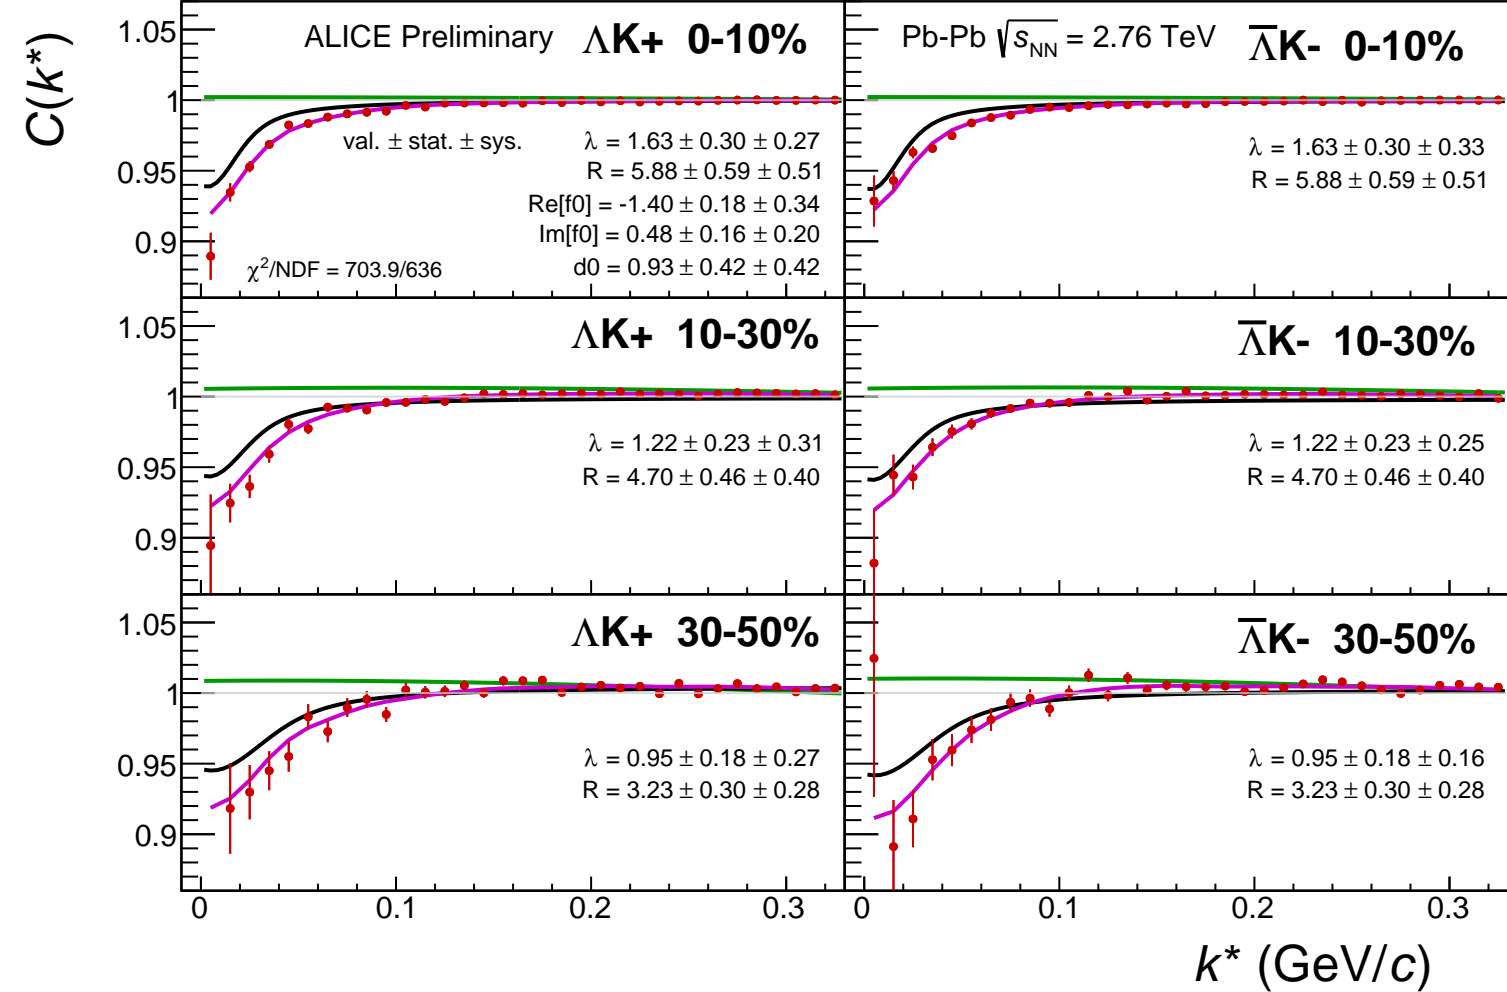 C(k*)
ALICE Preliminary ΛK+ 0-10%
val. ± stat. ± sys.
λ = 1.63 ± 0.30 ± 0.27
R = 5.88 ± 0.59 ± 0.51
Re[f0] = -1.40 ± 0.18 ± 0.34
Im[f0] = 0.48 ± 0.16 ± 0.20
d0 = 0.93 ± 0.42 ± 0.42
χ²/NDF = 703.9/636
1.05
1
0.95
0.9
Pb-Pb √sNN = 2.76 TeV Λ̅K- 0-10%
λ = 1.63 ± 0.30 ± 0.33
R = 5.88 ± 0.59 ± 0.51
ΛK+ 10-30%
λ = 1.22 ± 0.23 ± 0.31
R = 4.70 ± 0.46 ± 0.40
1.05
1
0.95
0.9
Λ̅K- 10-30%
λ = 1.22 ± 0.23 ± 0.25
R = 4.70 ± 0.46 ± 0.40
ΛK+ 30-50%
λ = 0.95 ± 0.18 ± 0.27
R = 3.23 ± 0.30 ± 0.28
1.05
1
0.95
0.9
Λ̅K- 30-50%
λ = 0.95 ± 0.18 ± 0.16
R = 3.23 ± 0.30 ± 0.28
0 0.1 0.2 0.3
0 0.1 0.2 0.3
k* (GeV/c)